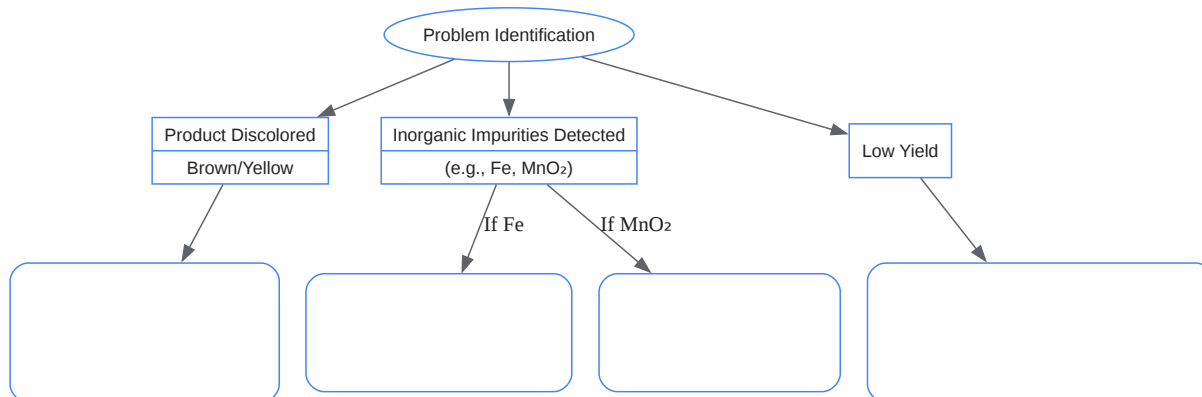 Problem Identification
Product Discolored
Brown/Yellow
Inorganic Impurities Detected
(e.g., Fe, MnO₂)
Low Yield
If Fe
If MnO₂